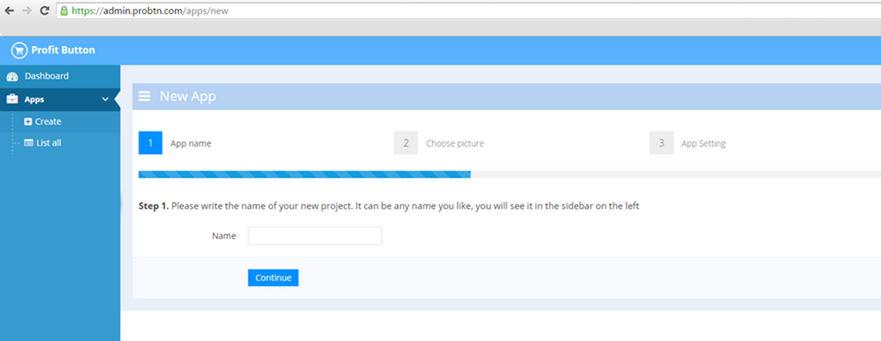 https://admin.probtn.com/apps/new
Profit Button
Dashboard
Apps
Create
List all
New App
1 App name 2 Choose picture 3 App Setting
Step 1. Please write the name of your new project. It can be any name you like, you will see it in the sidebar on the left
Name
Continue